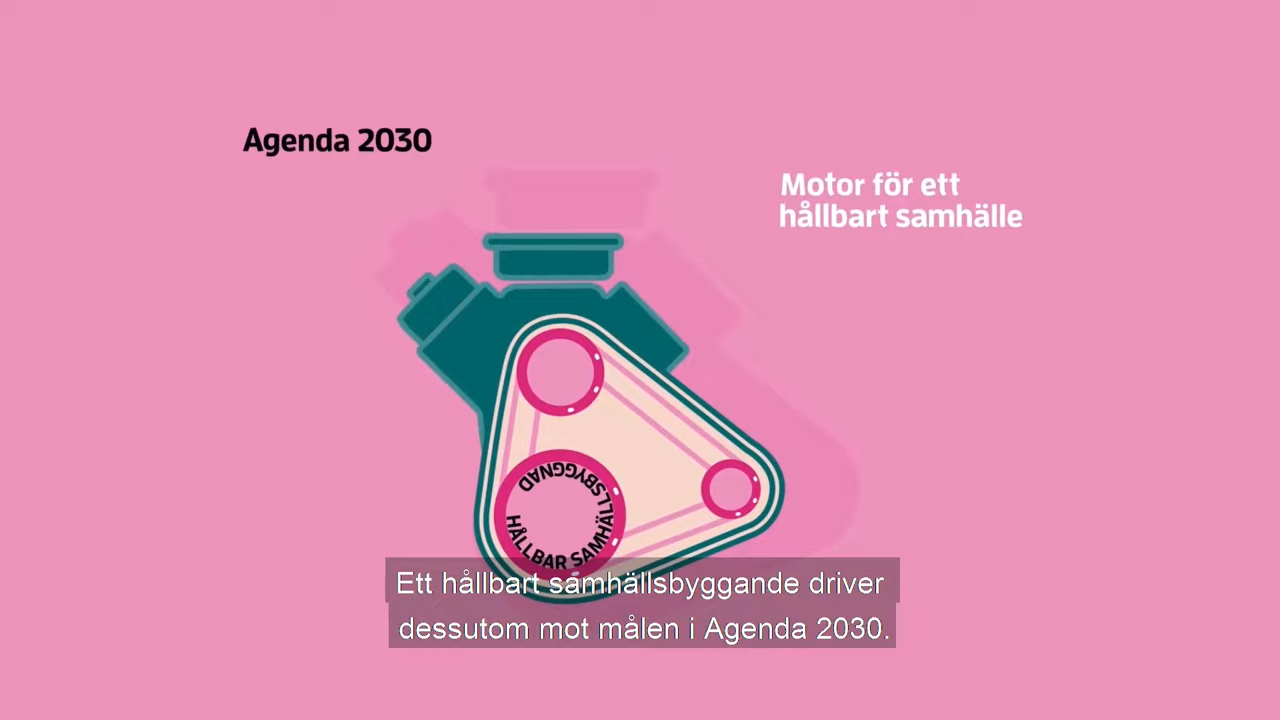 Agenda 2030
Motor för ett
hållbart samhälle
HÅLLBAR SAMHÄLLSBYGGNAD
Ett hållbart samhällsbyggande driver
dessutom mot målen i Agenda 2030.